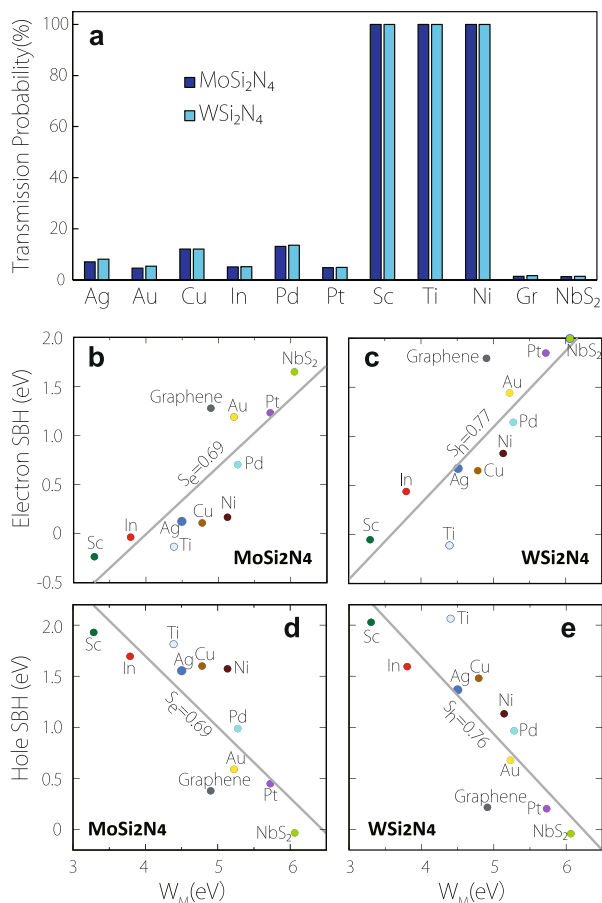 a
Transmission Probability(%)
100
80
60
40
20
0
MoSi₂N₄
WSi₂N₄
Ag Au Cu In Pd Pt Sc Ti Ni Gr NbS₂
b
Electron SBH (eV)
2.0
1.5
1.0
0.5
0
-0.5
NbS₂
Graphene
Au
Pt
Pd
Sₑ=0.69
Ag
Cu
Ni
In
Sc
Ti
MoSi2N4
c
Graphene
Pt
NbS₂
Au
Pd
Sₕ=0.77
Ni
Ag
Cu
In
Sc
Ti
WSi2N4
d
Hole SBH (eV)
2.0
1.5
1.0
0.5
0
Sc
Ti
In
Ag
Cu
Ni
Sₑ=0.69
Pd
Au
Graphene
Pt
NbS₂
MoSi2N4
3 4 5 6
W_M(eV)
e
Sc
Ti
In
Ag
Cu
Ni
Sₕ=0.76
Pd
Au
Graphene
Pt
NbS₂
WSi2N4
3 4 5 6
W_M(eV)